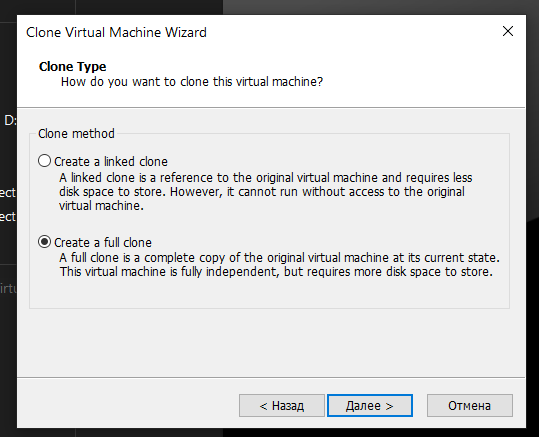 Clone Virtual Machine Wizard
Clone Type
How do you want to clone this virtual machine?
D:
Clone method
Create a linked clone
A linked clone is a reference to the original virtual machine and requires less
disk space to store. However, it cannot run without access to the original
virtual machine.
ect
ect
Create a full clone
A full clone is a complete copy of the original virtual machine at its current state.
This virtual machine is fully independent, but requires more disk space to store.
< Назад
Далее >
Отмена